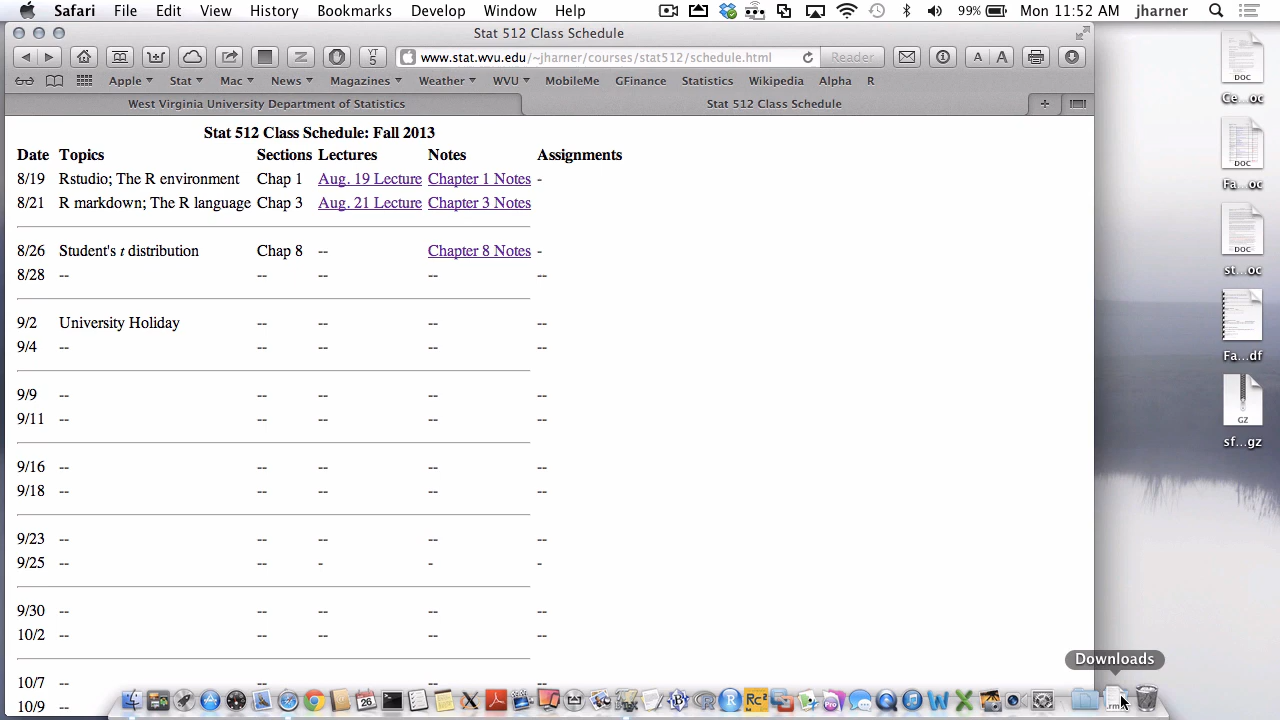 Safari File Edit View History Bookmarks Develop Window Help 99% Mon 11:52 AM jharner
Stat 512 Class Schedule
www.stat.wvu.edu/~jharner/courses/stat512/schedule.html Reader
Apple Stat Mac News Magazines Weather WVU MobileMe GFinance Statistics Wikipedia Alpha R
West Virginia University Department of Statistics Stat 512 Class Schedule
Stat 512 Class Schedule: Fall 2013
Date Topics Sections Lectures Notes Assignments
8/19 Rstudio; The R environment Chap 1 Aug. 19 Lecture Chapter 1 Notes -
8/21 R markdown; The R language Chap 3 Aug. 21 Lecture Chapter 3 Notes
8/26 Student's t distribution Chap 8 -- Chapter 8 Notes -
8/28 -- -- -- -- --
9/2 University Holiday -- -- -- --
9/4 -- -- -- -- --
9/9 -- -- -- -- --
9/11 -- -- -- -- --
9/16 -- -- -- -- --
9/18 -- -- -- -- --
9/23 -- -- -- -- --
9/25 -- -- - - -
9/30 -- -- -- -- --
10/2 -- -- -- -- --
10/7 -- -- -- -- --
10/9 -- -- -- -- --
DOC
Ce...oc
DOC
Fa...oc
DOC
st...oc
Fa...df
GZ
sf...gz
Downloads